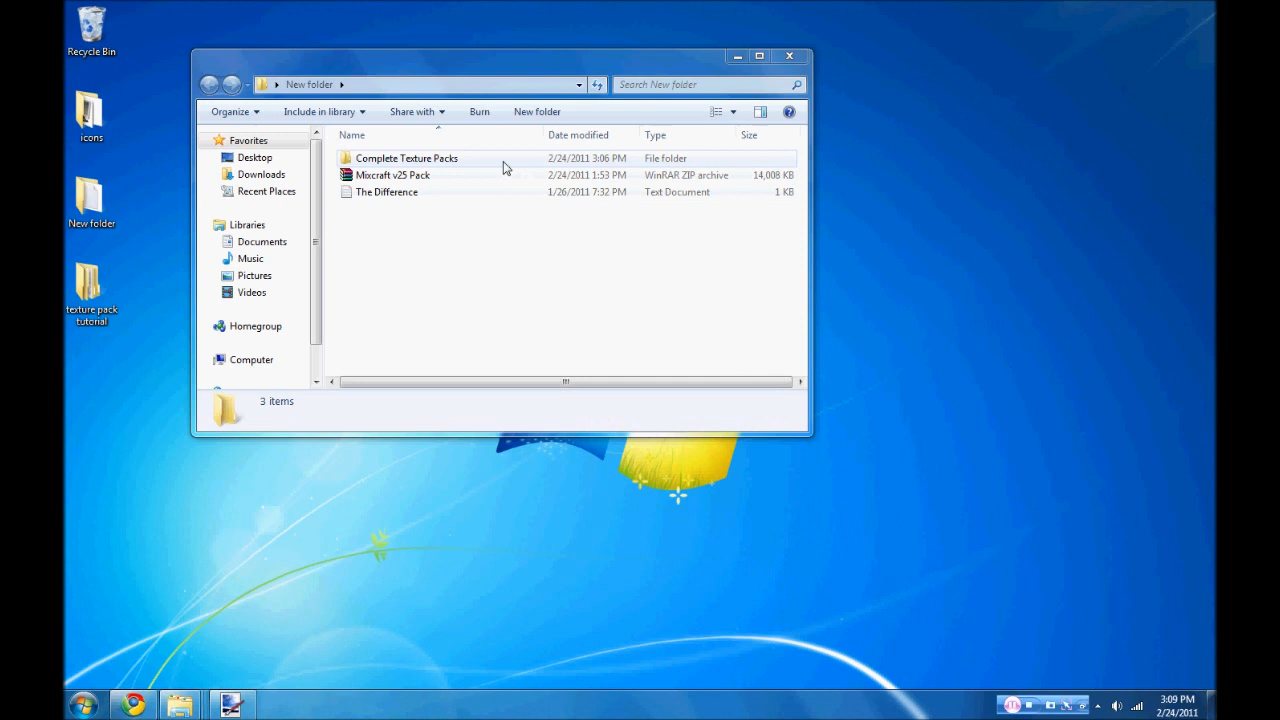 Recycle Bin
icons
New folder
texture pack
tutorial
New folder
Search New folder
Organize
Include in library
Share with
Burn
New folder
Favorites
Desktop
Downloads
Recent Places
Libraries
Documents
Music
Pictures
Videos
Homegroup
Computer
Name Date modified Type Size
Complete Texture Packs 2/24/2011 3:06 PM File folder
Mixcraft v25 Pack 2/24/2011 1:53 PM WinRAR ZIP archive 14,008 KB
The Difference 1/26/2011 7:32 PM Text Document 1 KB
3 items
3:09 PM
2/24/2011